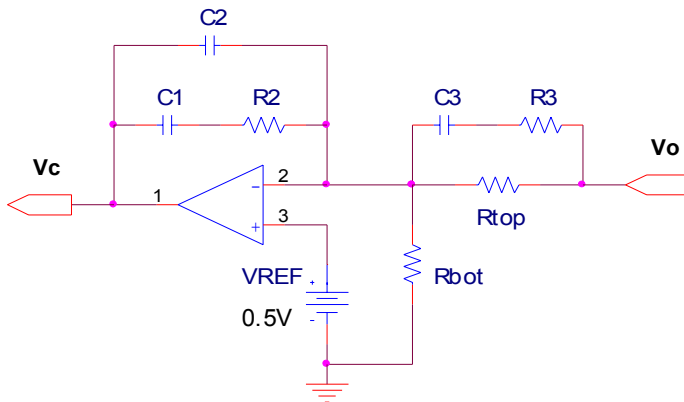 C2
C1 R2
C3 R3
Vc
Vo
1
2
-
3
+
Rtop
VREF
+
-
0.5V
Rbot